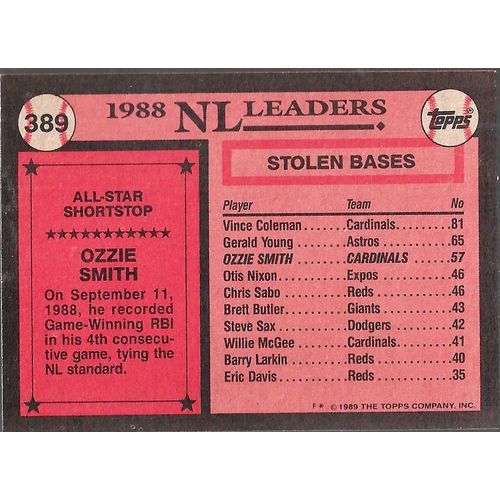 389
1988 NL LEADERS
topps
ALL-STAR
SHORTSTOP
OZZIE
SMITH
On September 11,
1988, he recorded
Game-Winning RBI
in his 4th consecu-
tive game, tying the
NL standard.
STOLEN BASES
Player Team No
Vince Coleman..........Cardinals..........81
Gerald Young..........Astros..........65
OZZIE SMITH..........CARDINALS..........57
Otis Nixon..........Expos..........46
Chris Sabo..........Reds..........46
Brett Butler..........Giants..........43
Steve Sax..........Dodgers..........42
Willie McGee..........Cardinals..........41
Barry Larkin..........Reds..........40
Eric Davis..........Reds..........35
F* ©1989 THE TOPPS COMPANY, INC.